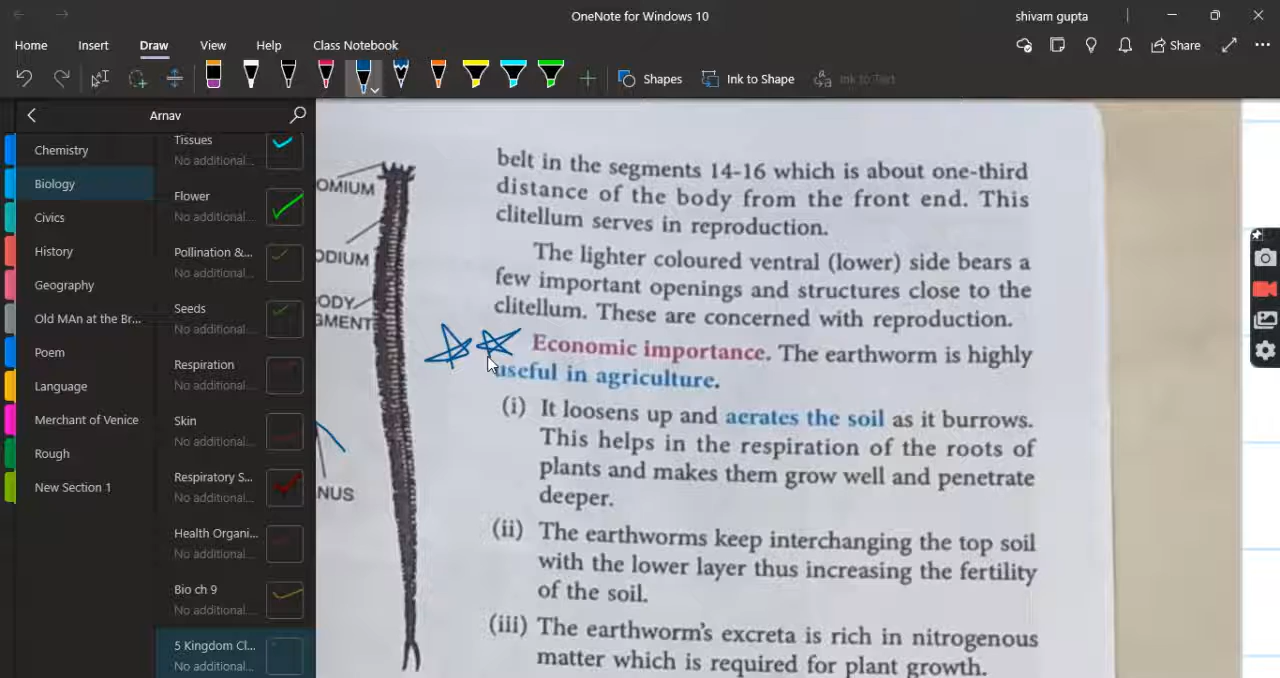 OneNote for Windows 10
shivam gupta
Home Insert Draw View Help Class Notebook
Share
Shapes Ink to Shape Ink to Text
Arnav
Chemistry
Biology
Civics
History
Geography
Old MAn at the Br...
Poem
Language
Merchant of Venice
Rough
New Section 1
Tissues
No additional...
Flower
No additional...
Pollination &...
No additional...
Seeds
No additional...
Respiration
No additional...
Skin
No additional...
Respiratory S...
No additional...
Health Organi...
No additional...
Bio ch 9
No additional...
5 Kingdom Cl...
No additional...
OMIUM
ODIUM
ODY
GMENT
NUS
belt in the segments 14-16 which is about one-third
distance of the body from the front end. This
clitellum serves in reproduction.
The lighter coloured ventral (lower) side bears a
few important openings and structures close to the
clitellum. These are concerned with reproduction.
Economic importance. The earthworm is highly
useful in agriculture.
(i) It loosens up and aerates the soil as it burrows.
This helps in the respiration of the roots of
plants and makes them grow well and penetrate
deeper.
(ii) The earthworms keep interchanging the top soil
with the lower layer thus increasing the fertility
of the soil.
(iii) The earthworm's excreta is rich in nitrogenous
matter which is required for plant growth.